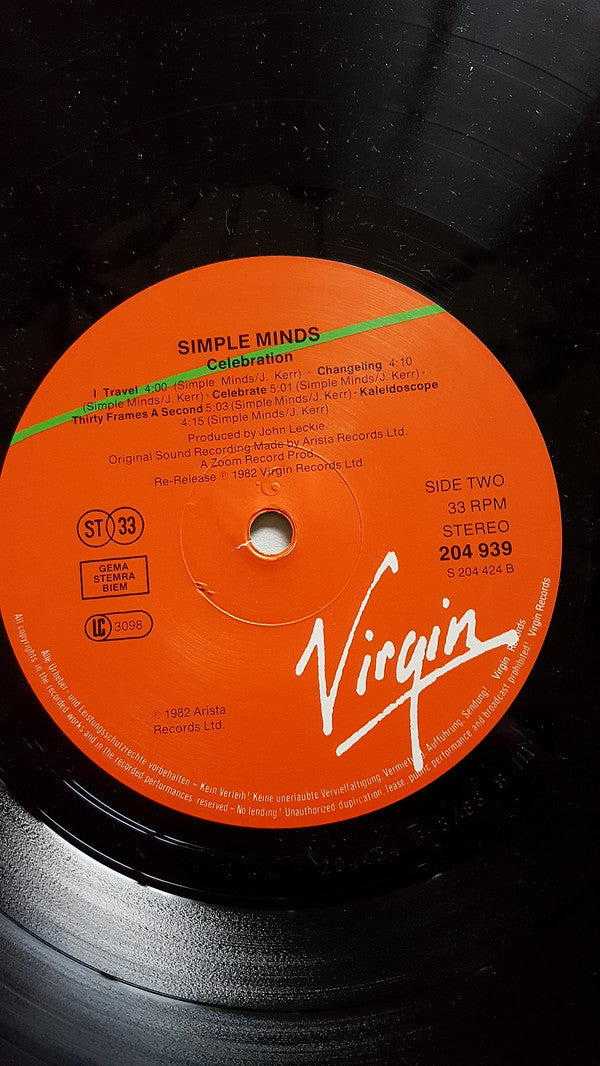 SIMPLE MINDS
Celebration
I Travel 4:00 (Simple Minds/J. Kerr) · Changeling 4:10
(Simple Minds/J. Kerr) · Celebrate 5:01 (Simple Minds/J. Kerr) ·
Thirty Frames A Second 5:03 (Simple Minds/J. Kerr) · Kaleidoscope
4:15 (Simple Minds/J. Kerr)
Produced by John Leckie
Original Sound Recording Made by Arista Records Ltd.
A Zoom Record Prod.
Re-Release ℗ 1982 Virgin Records Ltd
SIDE TWO
33 RPM
STEREO
204 939
S 204 424 B
ST 33
GEMA
STEMRA
BIEM
LC 3098
Virgin
℗ 1982 Arista
Records Ltd.
Alle Urheber- und Leistungsschutzrechte vorbehalten – Kein Verleih! Keine unerlaubte Vervielfältigung, Vermietung, Aufführung, Sendung! Virgin Records
All copyrights in the recorded works and in the recorded performances reserved – No lending! Unauthorized duplication, lease, public performance and broadcast prohibited! Virgin Records